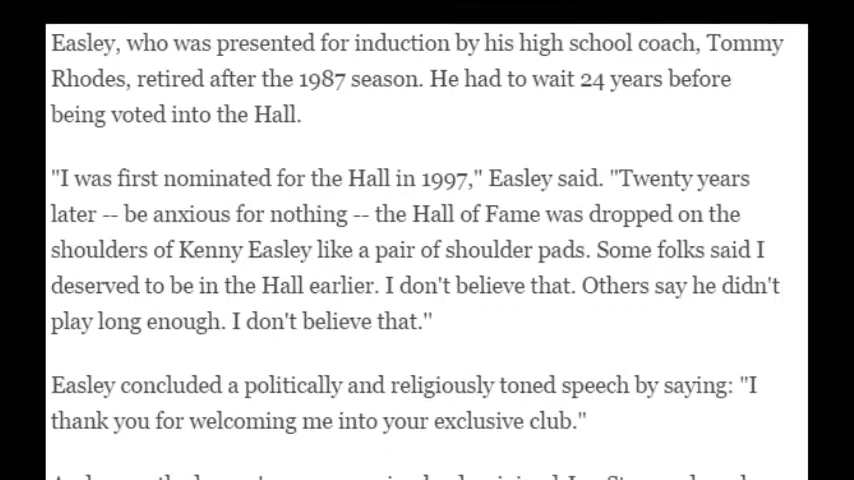 Easley, who was presented for induction by his high school coach, Tommy
Rhodes, retired after the 1987 season. He had to wait 24 years before
being voted into the Hall.
"I was first nominated for the Hall in 1997," Easley said. "Twenty years
later -- be anxious for nothing -- the Hall of Fame was dropped on the
shoulders of Kenny Easley like a pair of shoulder pads. Some folks said I
deserved to be in the Hall earlier. I don't believe that. Others say he didn't
play long enough. I don't believe that."
Easley concluded a politically and religiously toned speech by saying: "I
thank you for welcoming me into your exclusive club."